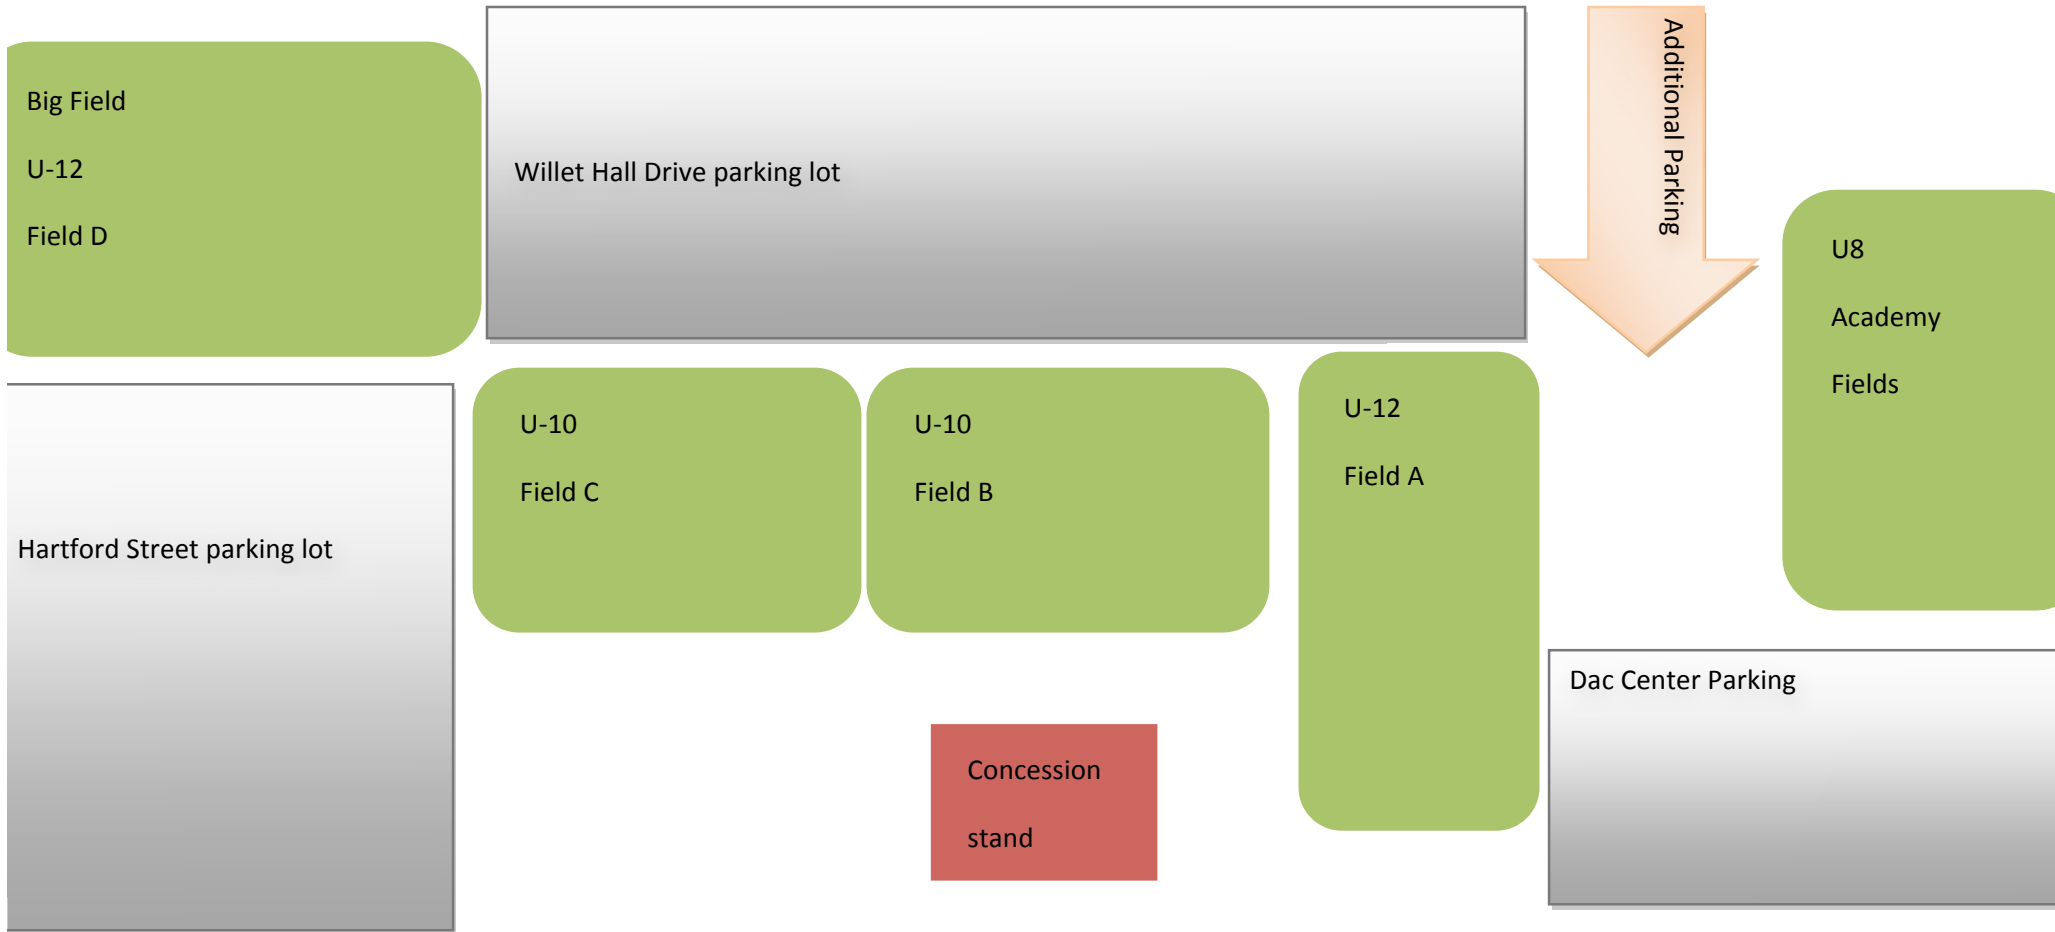 Big Field
U-12
Field D
Willet Hall Drive parking lot
Additional Parking
U8
Academy
Fields
Hartford Street parking lot
U-10
Field C
U-10
Field B
U-12
Field A
Dac Center Parking
Concession
stand